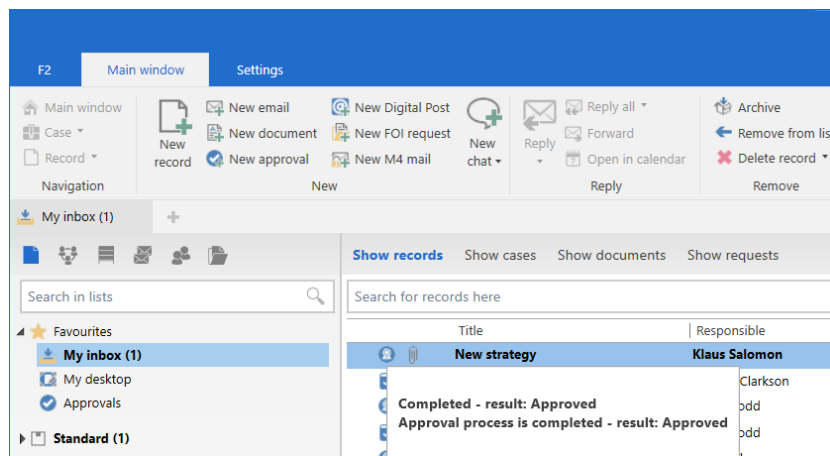 F2 Main window Settings
Main window
Case
Record
Navigation
New record
New email
New document
New approval
New Digital Post
New FOI request
New M4 mail
New chat
New
Reply
Reply all
Forward
Open in calendar
Reply
Archive
Remove from lis
Delete record
Remove
My inbox (1)
Search in lists
Favourites
My inbox (1)
My desktop
Approvals
Standard (1)
Show records Show cases Show documents Show requests
Search for records here
Title Responsible
New strategy Klaus Salomon
Clarkson
odd
odd
Completed - result: Approved
Approval process is completed - result: Approved